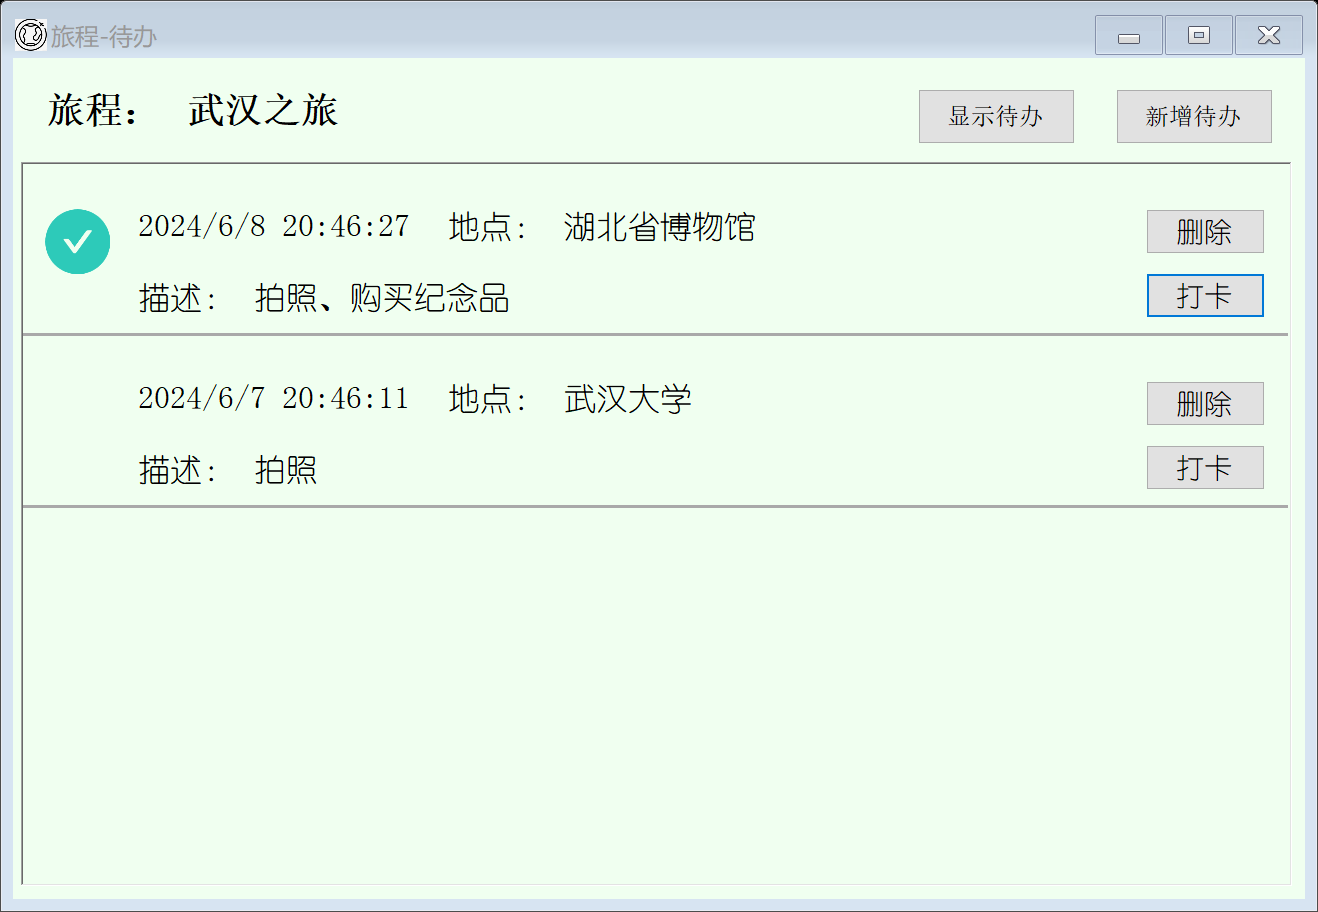 旅程-待办
旅程： 武汉之旅 显示待办 新增待办
2024/6/8 20:46:27 地点： 湖北省博物馆 删除
描述： 拍照、购买纪念品 打卡
2024/6/7 20:46:11 地点： 武汉大学 删除
描述： 拍照 打卡